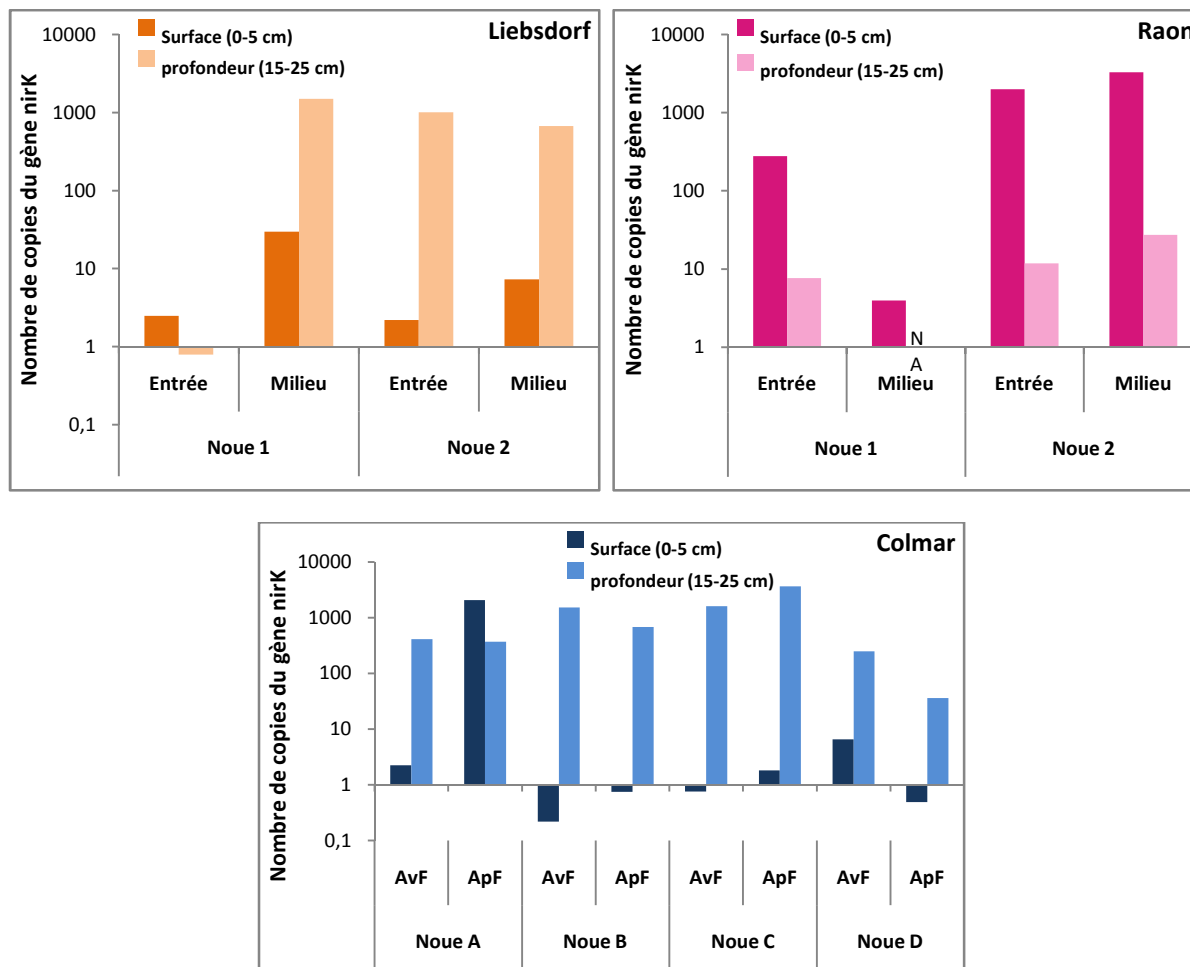 Liebsdorf
Surface (0-5 cm)
profondeur (15-25 cm)
Nombre de copies du gène nirK
10000
1000
100
10
1
0,1
Entrée Milieu Entrée Milieu
Noue 1 Noue 2
Raon
Surface (0-5 cm)
profondeur (15-25 cm)
Nombre de copies du gène nirK
10000
1000
100
10
1
N
A
Entrée Milieu Entrée Milieu
Noue 1 Noue 2
Colmar
Surface (0-5 cm)
profondeur (15-25 cm)
Nombre de copies du gène nirK
10000
1000
100
10
1
0,1
AvF ApF AvF ApF AvF ApF AvF ApF
Noue A Noue B Noue C Noue D